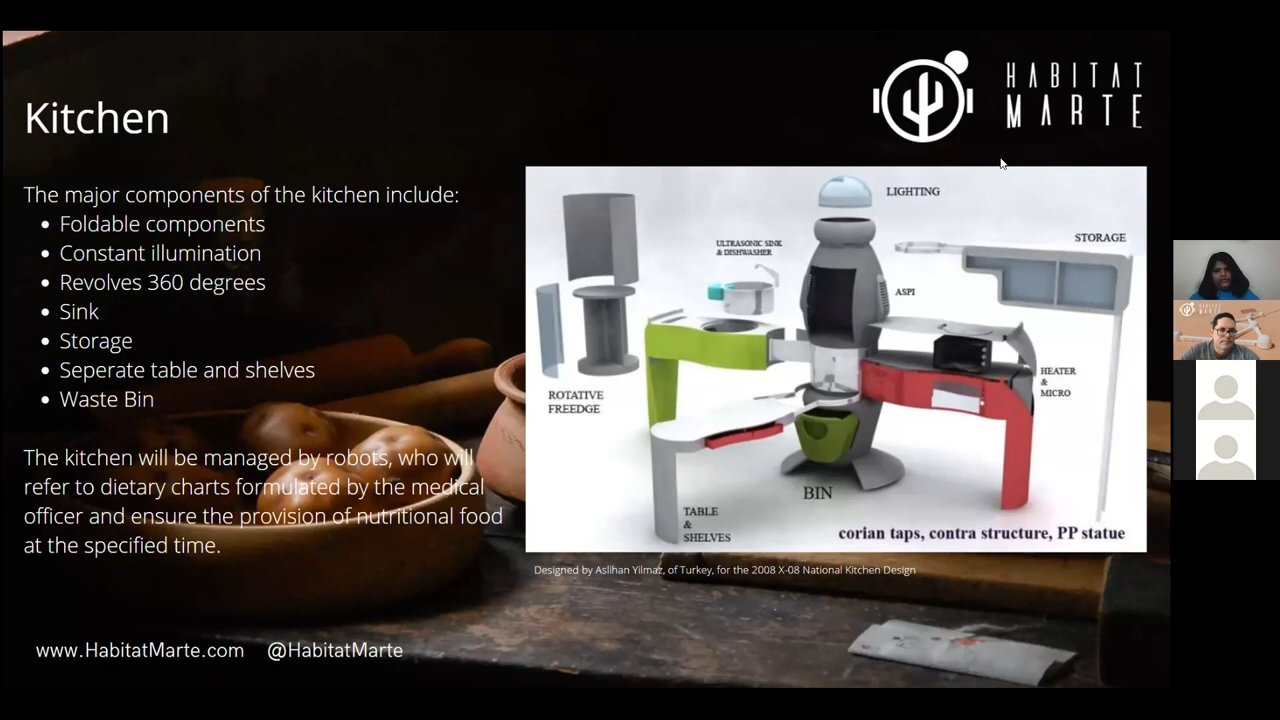 HABITAT
MARTE
Kitchen
The major components of the kitchen include:
• Foldable components
• Constant illumination
• Revolves 360 degrees
• Sink
• Storage
• Seperate table and shelves
• Waste Bin
The kitchen will be managed by robots, who will
refer to dietary charts formulated by the medical
officer and ensure the provision of nutritional food
at the specified time.
LIGHTING
STORAGE
ULTRASONIC SINK
& DISHWASHER
ASPI
HEATER
&
MICRO
ROTATIVE
FREEDGE
BIN
TABLE
&
SHELVES
corian taps, contra structure, PP statue
Designed by Aslihan Yilmaz, of Turkey, for the 2008 X-08 National Kitchen Design
www.HabitatMarte.com @HabitatMarte
HABITAT
MARTE